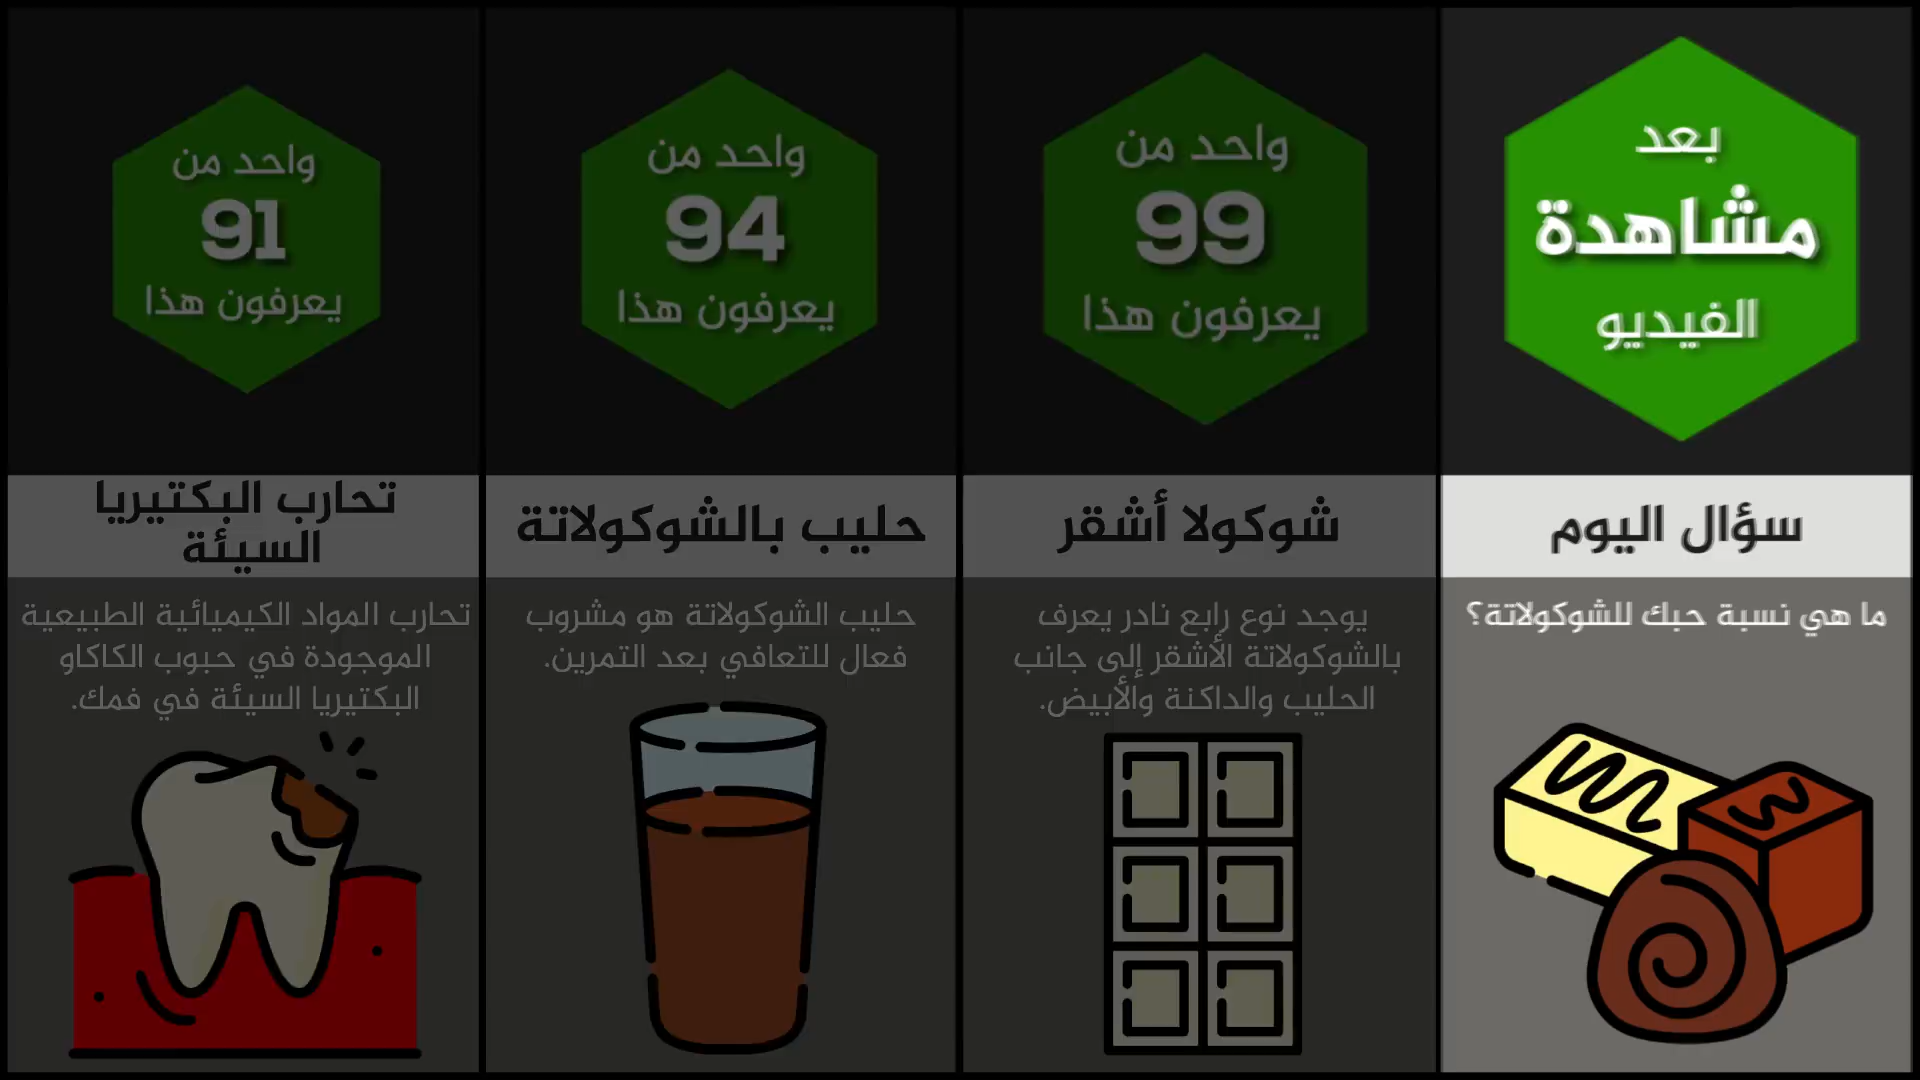 بعد
مشاهدة
الفيديو
سؤال اليوم
ما هي نسبة حبك للشوكولاتة؟
واحد من
99
يعرفون هذا
شوكولا أشقر
يوجد نوع رابع نادر يعرف
بالشوكولاتة الأشقر إلى جانب
الحليب والداكنة والأبيض.
واحد من
94
يعرفون هذا
حليب بالشوكولاتة
حليب الشوكولاتة هو مشروب
فعال للتعافي بعد التمرين.
واحد من
91
يعرفون هذا
تحارب البكتيريا
السيئة
تحارب المواد الكيميائية الطبيعية
الموجودة في حبوب الكاكاو
البكتيريا السيئة في فمك.